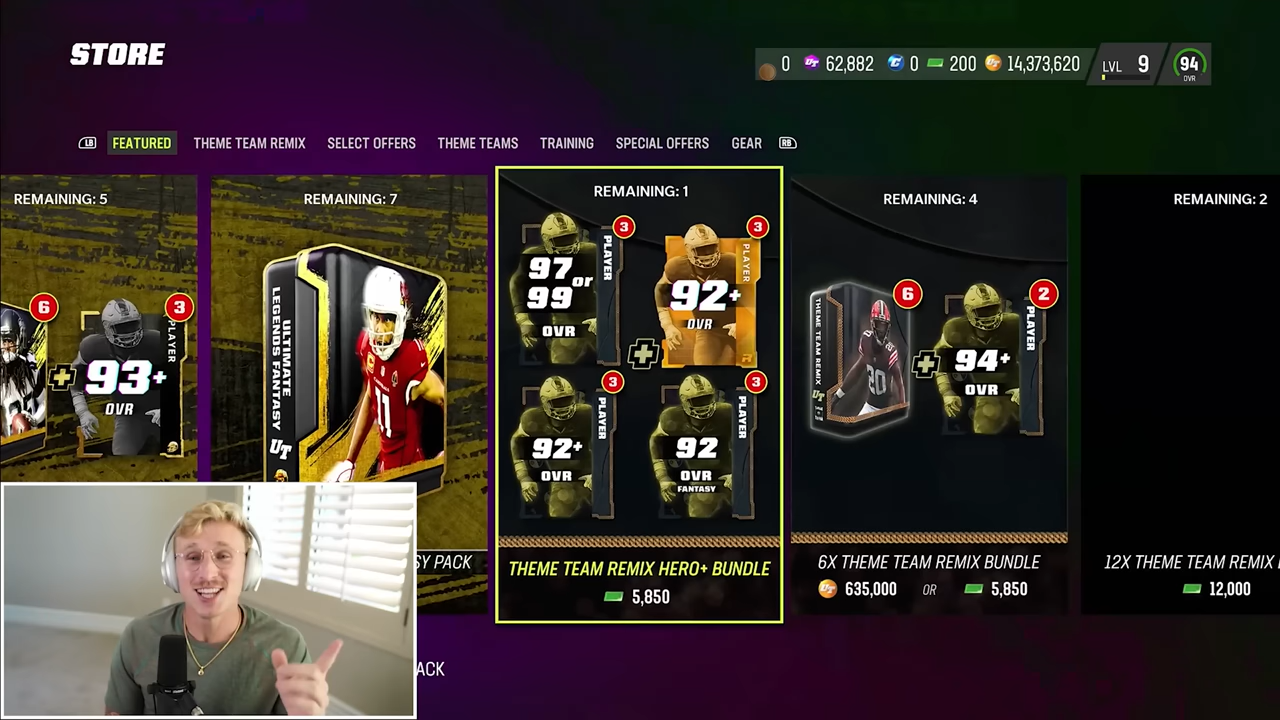 STORE
0 UT 62,882 C 0 200 UT 14,373,620 LVL 9 94 OVR
LB FEATURED THEME TEAM REMIX SELECT OFFERS THEME TEAMS TRAINING SPECIAL OFFERS GEAR RB
REMAINING: 5
6
3
PLAYER
93+
OVR
REMAINING: 7
ULTIMATE
LEGENDS FANTASY
UT
11
SY PACK
REMAINING: 1
3
PLAYER
97 or
99
OVR
3
PLAYER
92+
OVR
3
PLAYER
92+
OVR
3
PLAYER
92
OVR
FANTASY
THEME TEAM REMIX HERO+ BUNDLE
5,850
REMAINING: 4
6
THEME TEAM REMIX
UT
20
2
PLAYER
94+
OVR
6X THEME TEAM REMIX BUNDLE
635,000 OR 5,850
REMAINING: 2
12X THEME TEAM REMIX
12,000
ACK